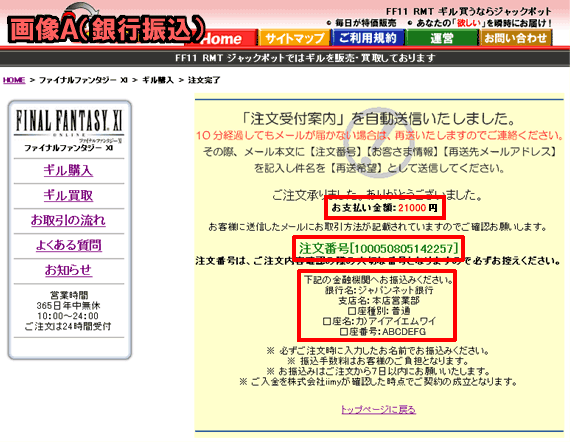 画像A(銀行振込)
FF11 RMT ギル買うならジャックポット
毎日が特価販売 あなたの「欲しい」を瞬時にお届け!
Home サイトマップ ご利用規約 運営 お問い合わせ
FF11 RMT ジャックポットではギルを販売・買取しております
HOME > ファイナルファンタジー XI > ギル購入 > 注文完了
FINAL FANTASY XI
ONLINE ファイナルファンタジーXI
ファイナルファンタジー XI
ギル購入
ギル買取
お取引の流れ
よくある質問
お知らせ
営業時間
365日年中無休
10:00~24:00
ご注文は24時間受付
「注文受付案内」を自動送信いたしました。
10分経過してもメールが届かない場合は、再送いたしますのでご連絡ください。
その際、メール本文に【注文番号】【お客さま情報】【再送先メールアドレス】
を記入し件名を【再送希望】として送信してください。
ご注文承りました。ありがとうございました。
お支払い金額:21000円
お客様に送信したメールにお取引方法が記載されていますのでご確認お願いします。
注文番号[100050805142257]
注文番号は、ご注文内容確認の際の大切な番号となりますので必ずお控えください。
下記の金融機関へお振込みください。
銀行名:ジャパンネット銀行
支店名:本店営業部
口座種別:普通
口座名:カ)アイアイエムワイ
口座番号:ABCDEFG
※ 必ずご注文時に入力したお名前でお振込みください。
※ 振込手数料はお客様のご負担となります。
※ お振込みはご注文から7日以内にお願いいたします。
※ ご入金を株式会社iimyが確認した時点でご契約の成立となります。
トップページに戻る